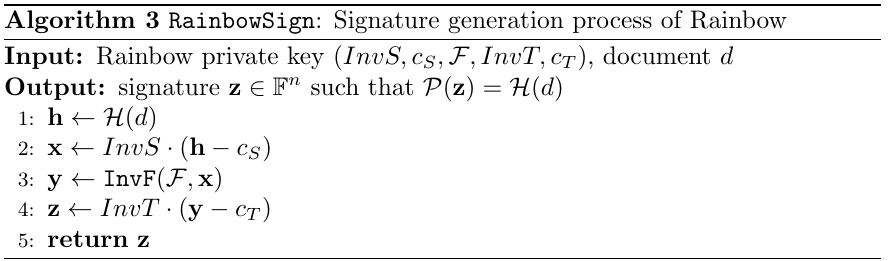 Algorithm 3 RainbowSign: Signature generation process of Rainbow
Input: Rainbow private key (InvS, c_S, ℱ, InvT, c_T), document d
Output: signature z ∈ 𝔽^n such that 𝒫(z) = ℋ(d)
1: h ← ℋ(d)
2: x ← InvS · (h − c_S)
3: y ← InvF(ℱ, x)
4: z ← InvT · (y − c_T)
5: return z